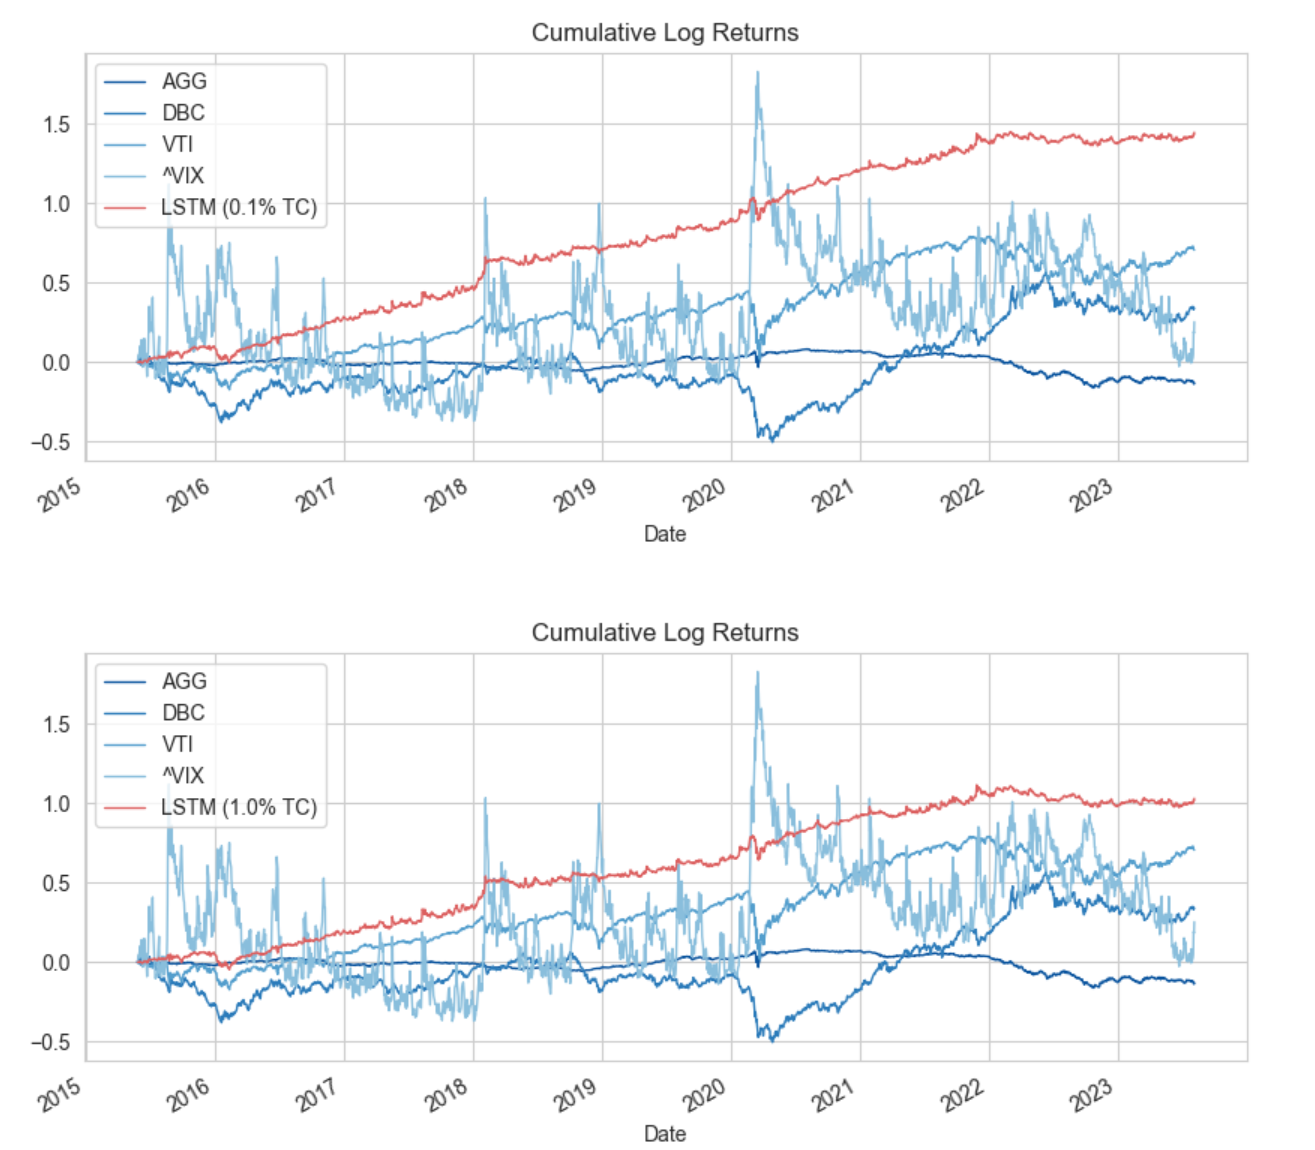 Cumulative Log Returns
AGG
DBC
VTI
^VIX
LSTM (0.1% TC)
1.5
1.0
0.5
0.0
−0.5
2015 2016 2017 2018 2019 2020 2021 2022 2023
Date
Cumulative Log Returns
AGG
DBC
VTI
^VIX
LSTM (1.0% TC)
1.5
1.0
0.5
0.0
−0.5
2015 2016 2017 2018 2019 2020 2021 2022 2023
Date